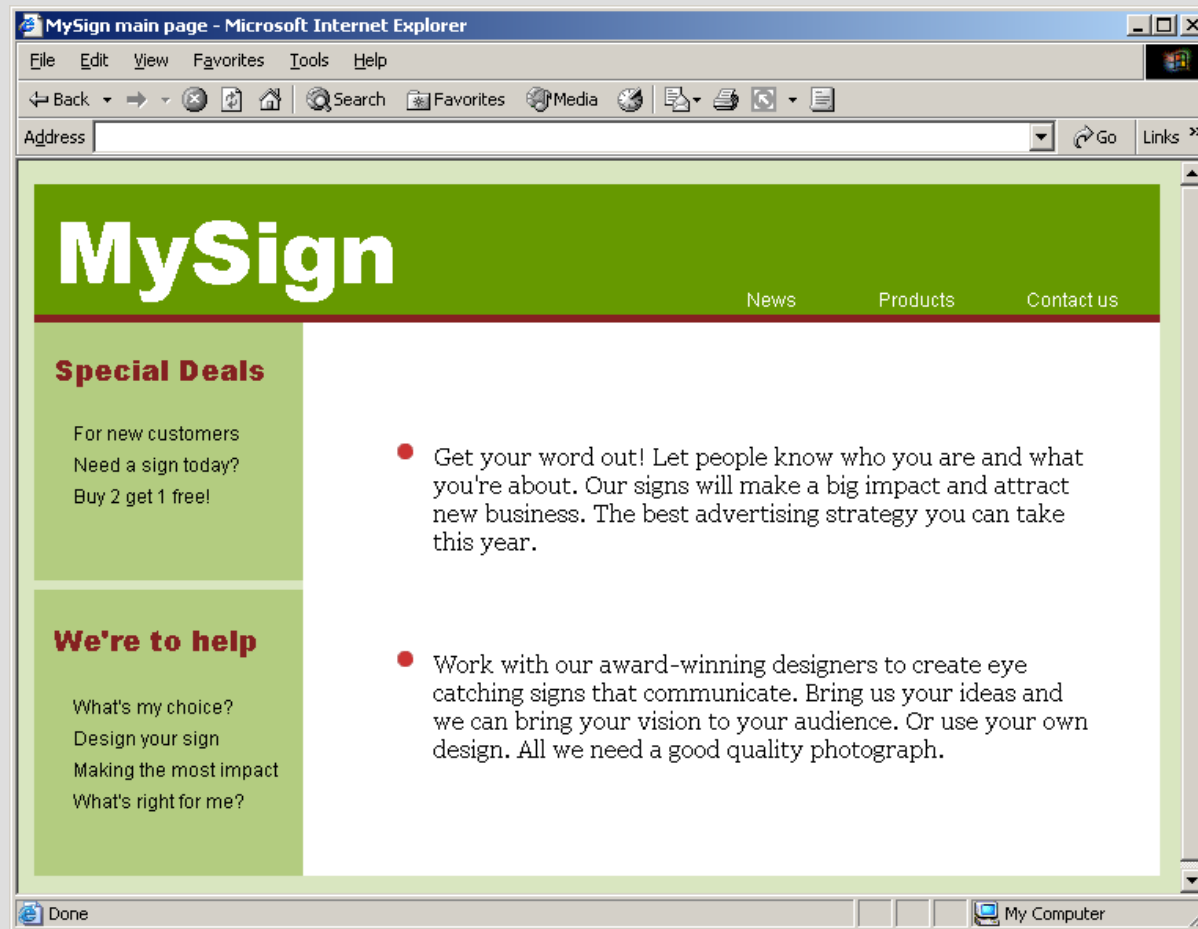 MySign main page - Microsoft Internet Explorer
File Edit View Favorites Tools Help
Back Search Favorites Media
Address Go Links »
MySign
News Products Contact us
Special Deals
For new customers
Need a sign today?
Buy 2 get 1 free!
We're to help
What's my choice?
Design your sign
Making the most impact
What's right for me?
Get your word out! Let people know who you are and what
you're about. Our signs will make a big impact and attract
new business. The best advertising strategy you can take
this year.
Work with our award-winning designers to create eye
catching signs that communicate. Bring us your ideas and
we can bring your vision to your audience. Or use your own
design. All we need a good quality photograph.
Done My Computer